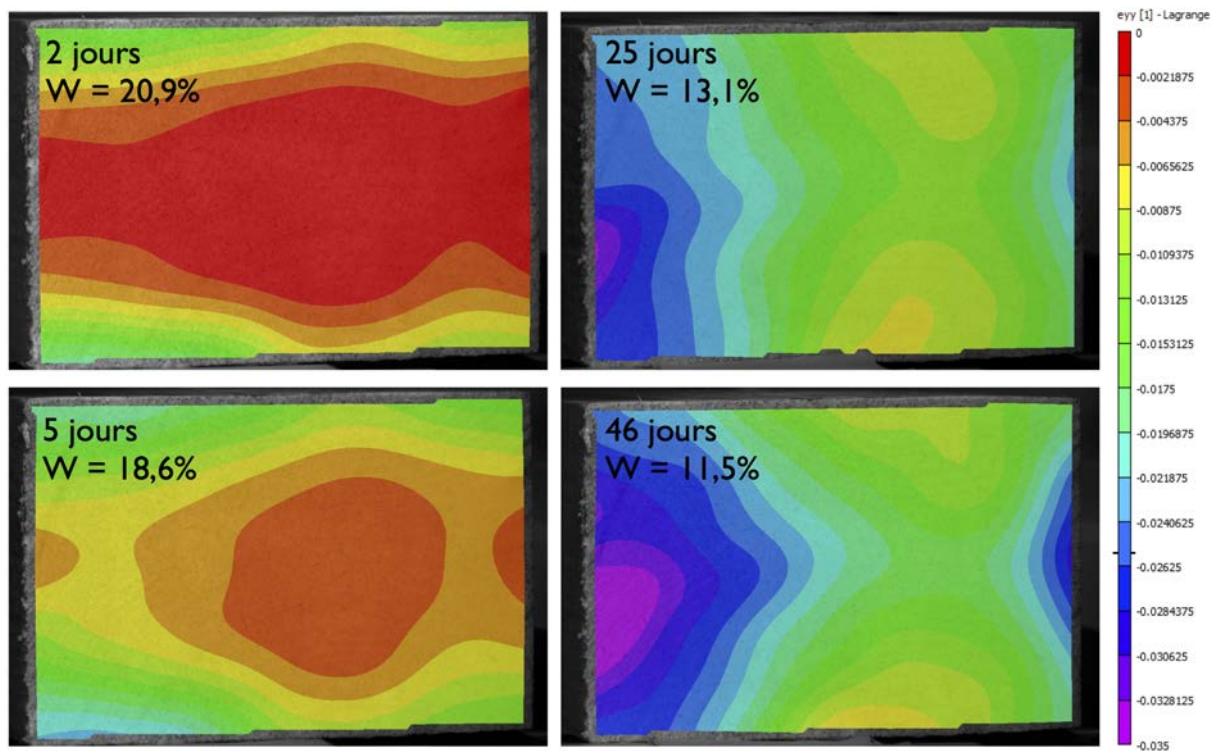 2 jours
W = 20,9%
25 jours
W = 13,1%
5 jours
W = 18,6%
46 jours
W = 11,5%
eyy [1] - Lagrange
0
-0.0021875
-0.004375
-0.0065625
-0.00875
-0.0109375
-0.013125
-0.0153125
-0.0175
-0.0196875
-0.021875
-0.0240625
-0.02625
-0.0284375
-0.030625
-0.0328125
-0.035